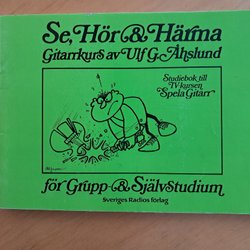 Se, Hör & Härma
Gitarrkurs av Ulf G. Åhslund
Studiebok till
TV-kursen
Spela Gitarr
för Grupp- & Självstudium
Sveriges Radios förlag